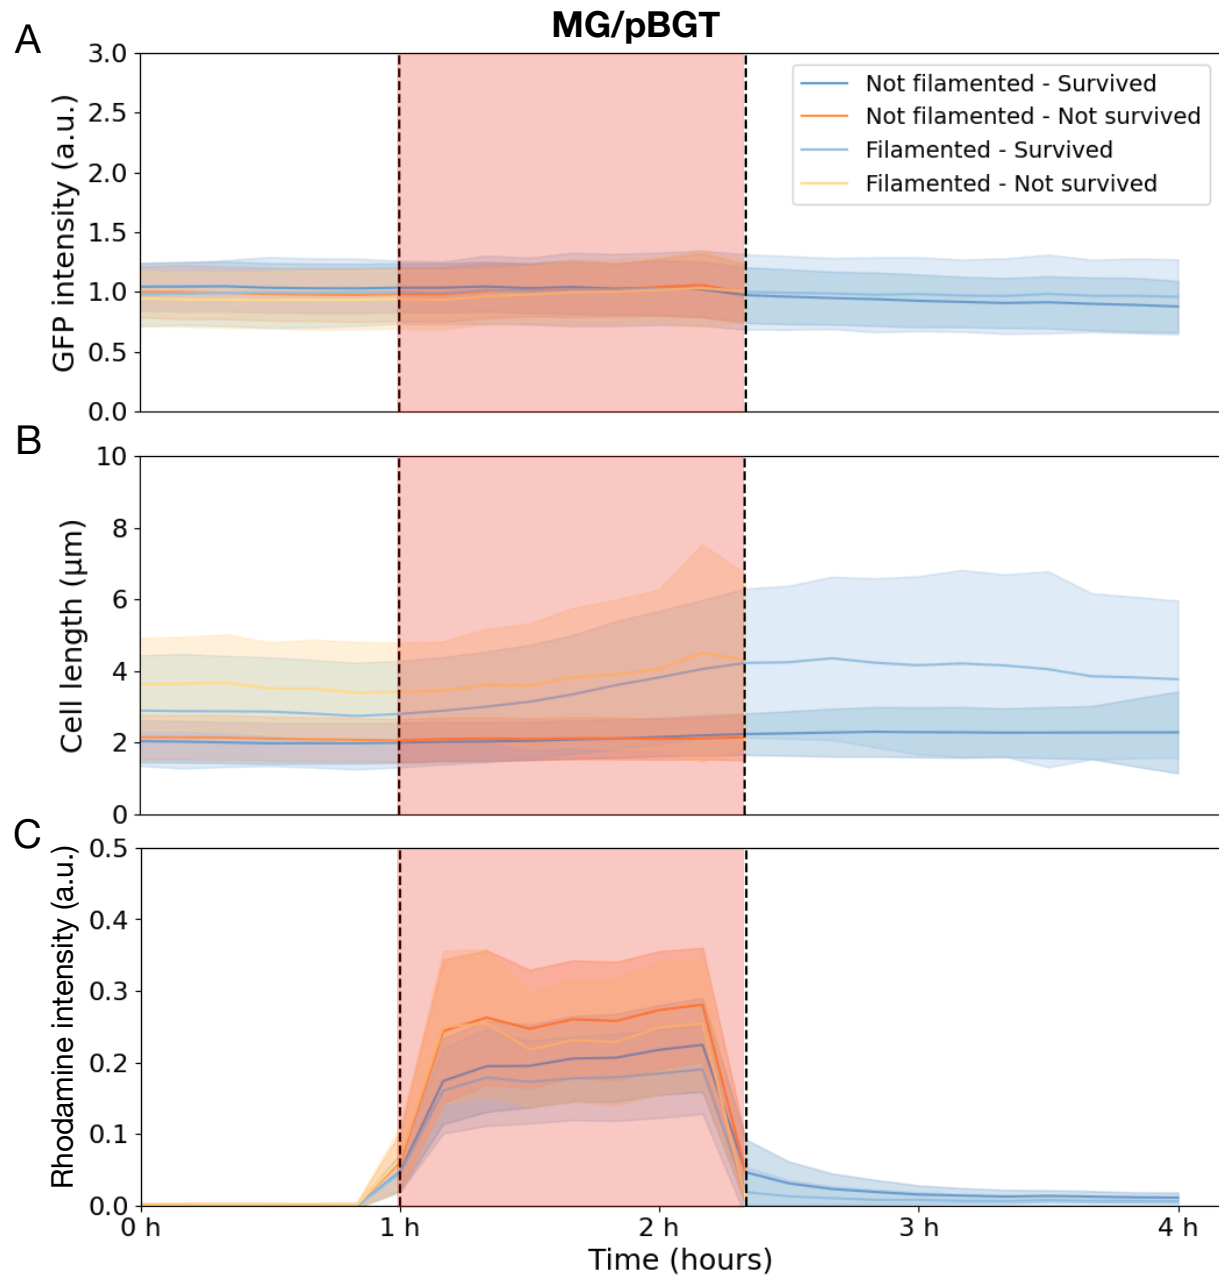 MG/pBGT
A
GFP intensity (a.u.)
3.0
2.5
2.0
1.5
1.0
0.5
0.0
Not filamented - Survived
Not filamented - Not survived
Filamented - Survived
Filamented - Not survived
B
Cell length (μm)
10
8
6
4
2
0
C
Rhodamine intensity (a.u.)
0.5
0.4
0.3
0.2
0.1
0.0
0 h 1 h 2 h 3 h 4 h
Time (hours)